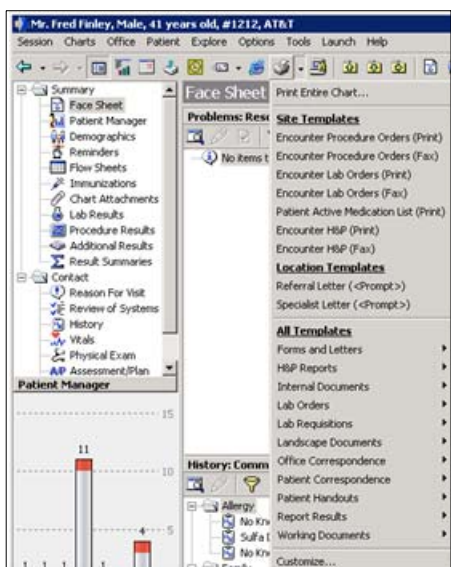 Mr. Fred Finley, Male, 41 years old, #1212, AT&T
Session Charts Office Patient Explore Options Tools Launch Help
Summary
Face Sheet
Patient Manager
Demographics
Reminders
Flow Sheets
Immunizations
Chart Attachments
Lab Results
Procedure Results
Additional Results
Result Summaries
Contact
Reason For Visit
Review of Systems
History
Vitals
Physical Exam
A/P Assessment/Plan
Patient Manager
15
11
10
4
5
1 1 1 1
Face Sheet
Problems: Resc
No items t
History: Comm
Allergy
No Kn
Sulfa D
No Kn
Print Entire Chart...
Site Templates
Encounter Procedure Orders (Print)
Encounter Procedure Orders (Fax)
Encounter Lab Orders (Print)
Encounter Lab Orders (Fax)
Patient Active Medication List (Print)
Encounter H&P (Print)
Encounter H&P (Fax)
Location Templates
Referral Letter (<Prompt>)
Specialist Letter (<Prompt>)
All Templates
Forms and Letters
H&P Reports
Internal Documents
Lab Orders
Lab Requisitions
Landscape Documents
Office Correspondence
Patient Correspondence
Patient Handouts
Report Results
Working Documents
Customize...